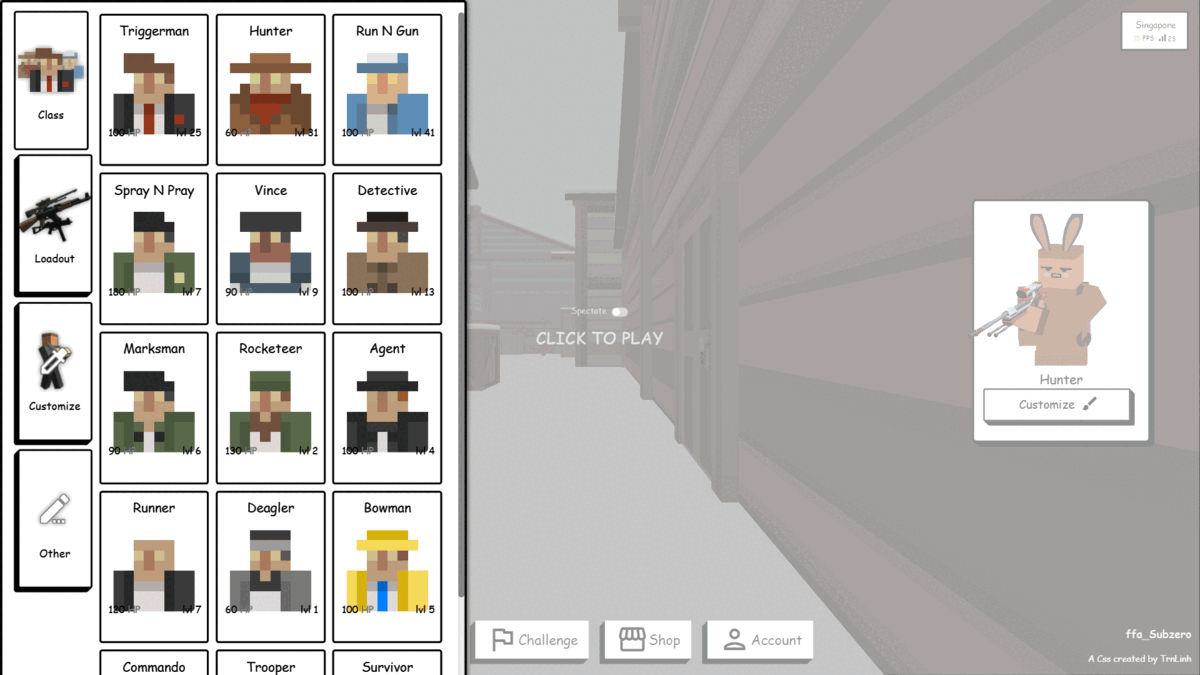 Class
Loadout
Customize
Other
Triggerman
100 HP lvl 25
Hunter
60 HP lvl 31
Run N Gun
100 HP lvl 41
Spray N Pray
180 HP lvl 7
Vince
90 HP lvl 9
Detective
100 HP lvl 13
Marksman
90 HP lvl 6
Rocketeer
130 HP lvl 2
Agent
100 HP lvl 4
Runner
120 HP lvl 7
Deagler
60 HP lvl 1
Bowman
100 HP lvl 5
Commando
Trooper
Survivor
Spectate
CLICK TO PLAY
Challenge
Shop
Account
Singapore
FPS 25
Hunter
Customize
ffa_Subzero
A Css created by TrnLinh